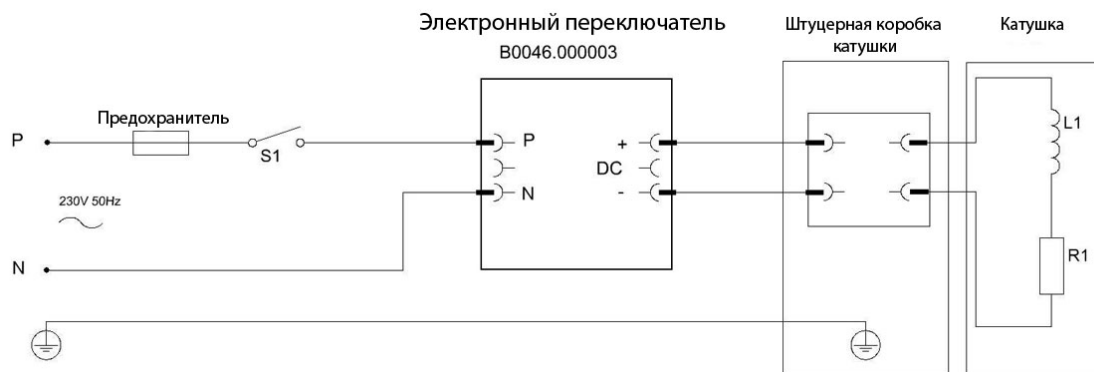 Электронный переключатель
B0046.000003
Штуцерная коробка
катушки
Катушка
Предохранитель
P
S1
P
+
DC
N
-
L1
230V 50Hz
R1
N